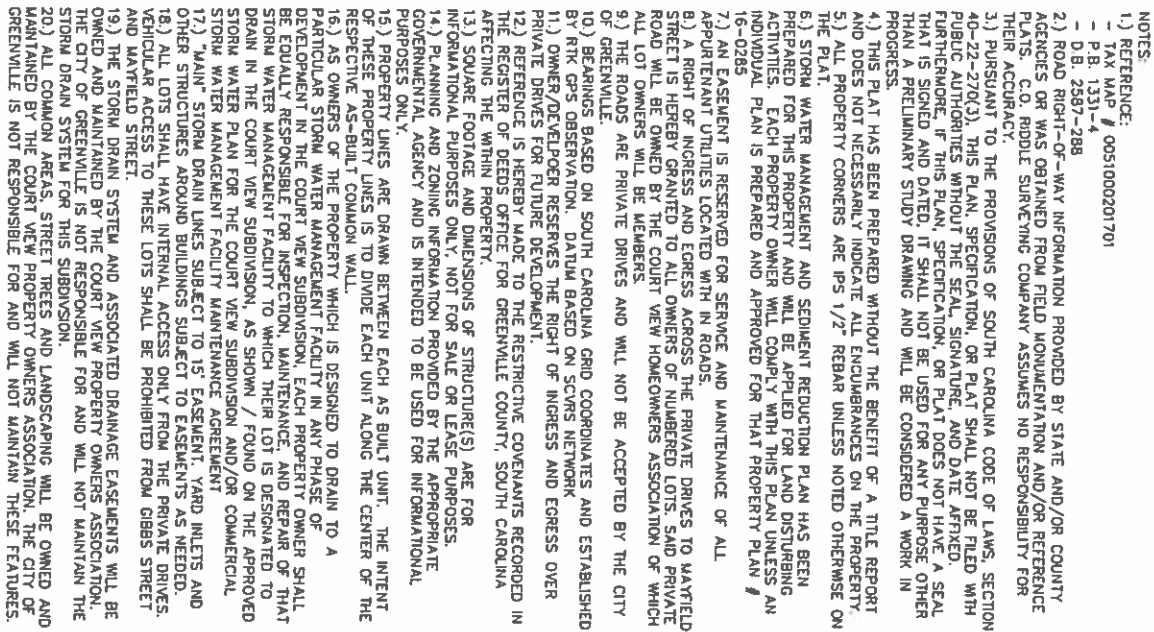 NOTES:
1.) REFERENCE:
- TAX MAP # 0051000201701
- P.B. 1331-4
- D.B. 2587-288
2.) ROAD RIGHT-OF-WAY INFORMATION PROVIDED BY STATE AND/OR COUNTY
AGENCIES OR WAS OBTAINED FROM FIELD MONUMENTATION AND/OR REFERENCE
PLATS. C.O. RIDDLE SURVEYING COMPANY ASSUMES NO RESPONSIBILITY FOR
THEIR ACCURACY.
3.) PURSUANT TO THE PROVISIONS OF SOUTH CAROLINA CODE OF LAWS, SECTION
40-22-270(3), THIS PLAN, SPECIFICATION, OR PLAT SHALL NOT BE FILED WITH
PUBLIC AUTHORITIES WITHOUT THE SEAL, SIGNATURE, AND DATE AFFIXED.
FURTHERMORE, IF THIS PLAN, SPECIFICATION, OR PLAT DOES NOT HAVE A SEAL
THAT IS SIGNED AND DATED, IT SHALL NOT BE USED FOR ANY PURPOSE OTHER
THAN A PRELIMINARY STUDY DRAWING AND WILL BE CONSIDERED A WORK IN
PROGRESS.
4.) THIS PLAT HAS BEEN PREPARED WITHOUT THE BENEFIT OF A TITLE REPORT
AND DOES NOT NECESSARILY INDICATE ALL ENCUMBRANCES ON THE PROPERTY.
5.) ALL PROPERTY CORNERS ARE IPS 1/2" REBAR UNLESS NOTED OTHERWISE ON
THE PLAT.
6.) STORM WATER MANAGEMENT AND SEDIMENT REDUCTION PLAN HAS BEEN
PREPARED FOR THIS PROPERTY AND WILL BE APPLIED FOR LAND DISTURBING
ACTIVITIES. EACH PROPERTY OWNER WILL COMPLY WITH THIS PLAN UNLESS AN
INDIVIDUAL PLAN IS PREPARED AND APPROVED FOR THAT PROPERTY PLAN #
16-0285
7.) AN EASEMENT IS RESERVED FOR SERVICE AND MAINTENANCE OF ALL
APPURTENANT UTILITIES LOCATED WITH IN ROADS.
8.) A RIGHT OF INGRESS AND EGRESS ACROSS THE PRIVATE DRIVES TO MAYFIELD
STREET IS HEREBY GRANTED TO ALL OWNERS OF NUMBERED LOTS. SAID PRIVATE
ROAD WILL BE OWNED BY THE COURT VIEW HOMEOWNERS ASSOCIATION OF WHICH
ALL LOT OWNERS WILL BE MEMBERS.
9.) THE ROADS ARE PRIVATE DRIVES AND WILL NOT BE ACCEPTED BY THE CITY
OF GREENVILLE.
10.) BEARINGS BASED ON SOUTH CAROLINA GRID COORDINATES AND ESTABLISHED
BY RTK GPS OBSERVATION. DATUM BASED ON SCVRS NETWORK
11.) OWNER/DEVELPOER RESERVES THE RIGHT OF INGRESS AND EGRESS OVER
PRIVATE DRIVES FOR FUTURE DEVELOPMENT.
12.) REFERENCE IS HEREBY MADE TO THE RESTRICTIVE COVENANTS RECORDED IN
THE REGISTER OF DEEDS OFFICE FOR GREENVILLE COUNTY, SOUTH CAROLINA
AFFECTING THE WITHIN PROPERTY.
13.) SQUARE FOOTAGE AND DIMENSIONS OF STRUCTURE(S) ARE FOR
INFORMATIONAL PURPOSES ONLY, NOT FOR SALE OR LEASE PURPOSES.
14.) PLANNING AND ZONING INFORMATION PROVIDED BY THE APPROPRIATE
GOVERNMENTAL AGENCY AND IS INTENDED TO BE USED FOR INFORMATIONAL
PURPOSES ONLY.
15.) PROPERTY LINES ARE DRAWN BETWEEN EACH AS BUILT UNIT. THE INTENT
OF THESE PROPERTY LINES IS TO DIVIDE EACH UNIT ALONG THE CENTER OF THE
RESPECTIVE AS-BUILT COMMON WALL.
16.) AS OWNERS OF THE PROPERTY WHICH IS DESIGNED TO DRAIN TO A
PARTICULAR STORM WATER MANAGEMENT FACILITY IN ANY PHASE OF
DEVELOPMENT IN THE COURT VIEW SUBDIVISION, EACH PROPERTY OWNER SHALL
BE EQUALLY RESPONSIBLE FOR INSPECTION, MAINTENANCE, AND REPAIR OF THAT
STORM WATER MANAGEMENT FACILITY TO WHICH THEIR LOT IS DESIGNATED TO
DRAIN IN THE COURT VIEW SUBDIVISION, AS SHOWN / FOUND ON THE APPROVED
STORM WATER PLAN FOR THE COURT VIEW SUBDIVISION AND/OR COMMERCIAL
STORM WATER MANAGEMENT FACILITY MAINTENANCE AGREEMENT
17.) "MAIN" STORM DRAIN LINES SUBJECT TO 15' EASEMENT. YARD INLETS AND
OTHER STRUCTURES AROUND BUILDINGS SUBJECT TO EASEMENTS AS NEEDED.
18.) ALL LOTS SHALL HAVE INTERNAL ACCESS ONLY FROM THE PRIVATE DRIVES.
VEHICULAR ACCESS TO THESE LOTS SHALL BE PROHIBITED FROM GIBBS STREET
AND MAYFIELD STREET.
19.) THE STORM DRAIN SYSTEM AND ASSOCIATED DRAINAGE EASEMENTS WILL BE
OWNED AND MAINTAINED BY THE COURT VIEW PROPERTY OWNERS ASSOCIATION.
THE CITY OF GREENVILLE IS NOT RESPONSIBLE FOR AND WILL NOT MAINTAIN THE
STORM DRAIN SYSTEM FOR THIS SUBDIVISION.
20.) ALL COMMON AREAS, STREET TREES AND LANDSCAPING WILL BE OWNED AND
MAINTAINED BY THE COURT VIEW PROPERTY OWNERS ASSOCIATION. THE CITY OF
GREENVILLE IS NOT RESPONSIBLE FOR AND WILL NOT MAINTAIN THESE FEATURES.